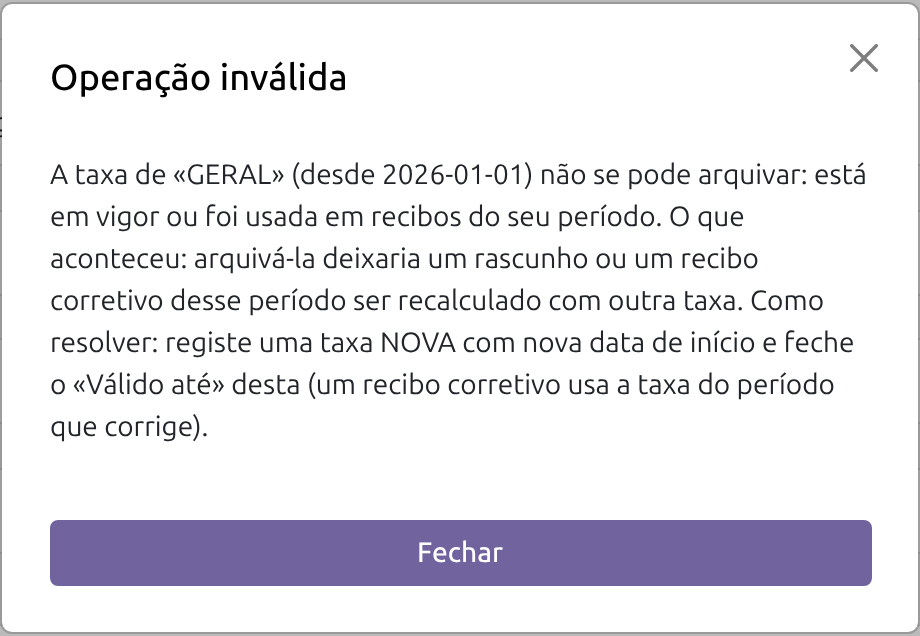 Operação inválida
A taxa de «GERAL» (desde 2026-01-01) não se pode arquivar: está
em vigor ou foi usada em recibos do seu período. O que
aconteceu: arquivá-la deixaria um rascunho ou um recibo
corretivo desse período ser recalculado com outra taxa. Como
resolver: registe uma taxa NOVA com nova data de início e feche
o «Válido até» desta (um recibo corretivo usa a taxa do período
que corrige).
Fechar